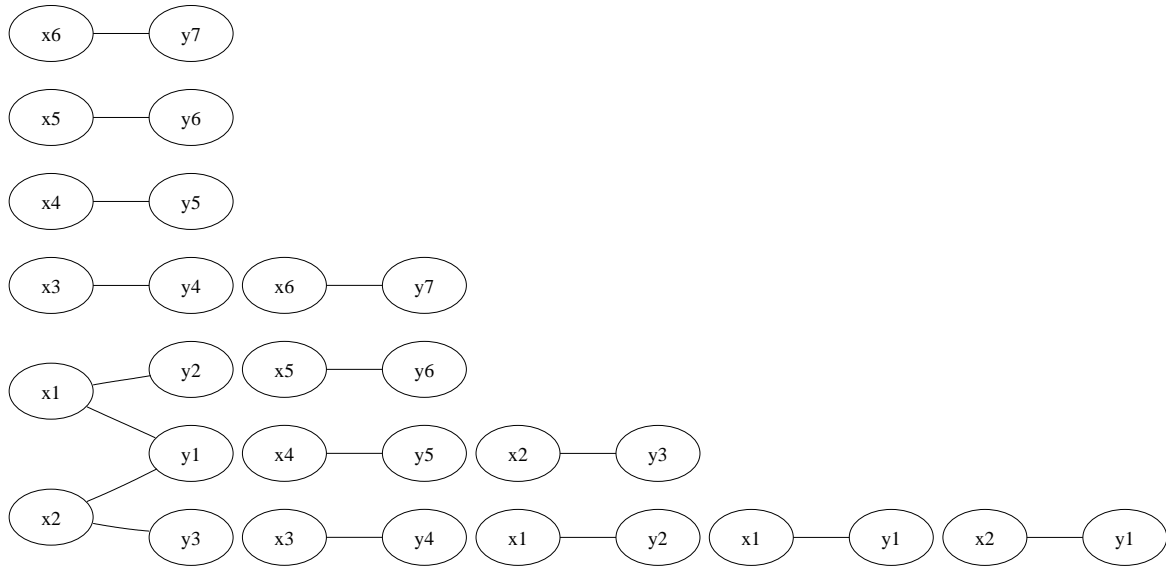 x6 y7
x5 y6
x4 y5
x3 y4 x6 y7
y2 x5 y6
x1
y1 x4 y5 x2 y3
x2
y3 x3 y4 x1 y2 x1 y1 x2 y1